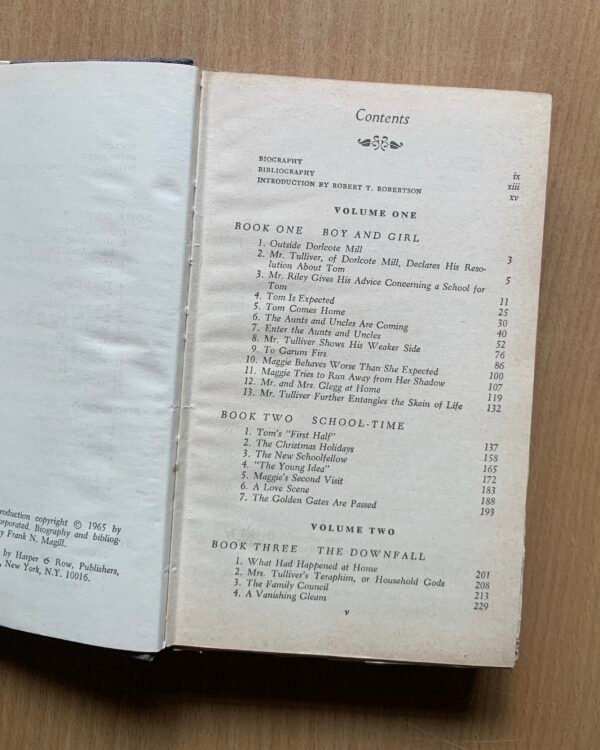 roduction copyright © 1965 by
orporated. Biography and bibliog-
y Frank N. Magill.
by Harper & Row, Publishers,
New York, N.Y. 10016.
Contents
BIOGRAPHY ix
BIBLIOGRAPHY xiii
INTRODUCTION BY ROBERT T. ROBERTSON xv
VOLUME ONE
BOOK ONE BOY AND GIRL
1. Outside Dorlcote Mill 3
2. Mr. Tulliver, of Dorlcote Mill, Declares His Reso-
lution About Tom 5
3. Mr. Riley Gives His Advice Concerning a School for
Tom 11
4. Tom Is Expected 25
5. Tom Comes Home 30
6. The Aunts and Uncles Are Coming 40
7. Enter the Aunts and Uncles 52
8. Mr. Tulliver Shows His Weaker Side 76
9. To Garum Firs 86
10. Maggie Behaves Worse Than She Expected 100
11. Maggie Tries to Run Away from Her Shadow 107
12. Mr. and Mrs. Glegg at Home 119
13. Mr. Tulliver Further Entangles the Skein of Life 132
BOOK TWO SCHOOL-TIME
1. Tom's "First Half" 137
2. The Christmas Holidays 158
3. The New Schoolfellow 165
4. "The Young Idea" 172
5. Maggie's Second Visit 183
6. A Love Scene 188
7. The Golden Gates Are Passed 193
VOLUME TWO
BOOK THREE THE DOWNFALL
1. What Had Happened at Home 201
2. Mrs. Tulliver's Teraphim, or Household Gods 208
3. The Family Council 213
4. A Vanishing Gleam 229
v